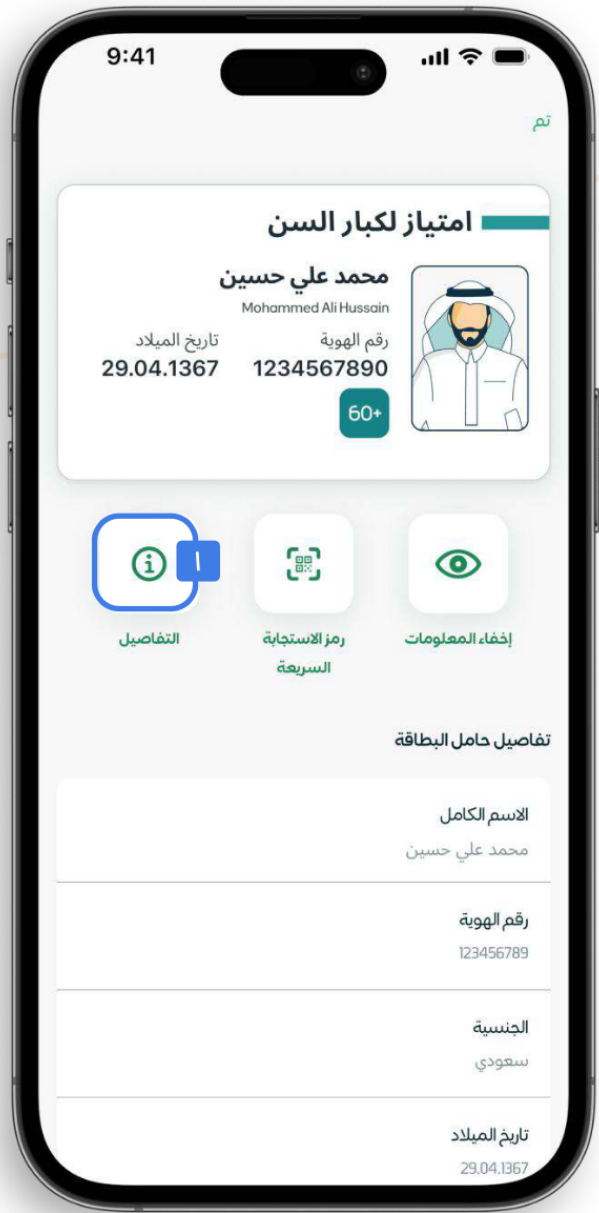 9:41
تم
امتياز لكبار السن
محمد علي حسين
Mohammed Ali Hussain
رقم الهوية تاريخ الميلاد
1234567890 29.04.1367
60+
١
إخفاء المعلومات رمز الاستجابة السريعة التفاصيل
تفاصيل حامل البطاقة
الاسم الكامل
محمد علي حسين
رقم الهوية
123456789
الجنسية
سعودي
تاريخ الميلاد
29.04.1367